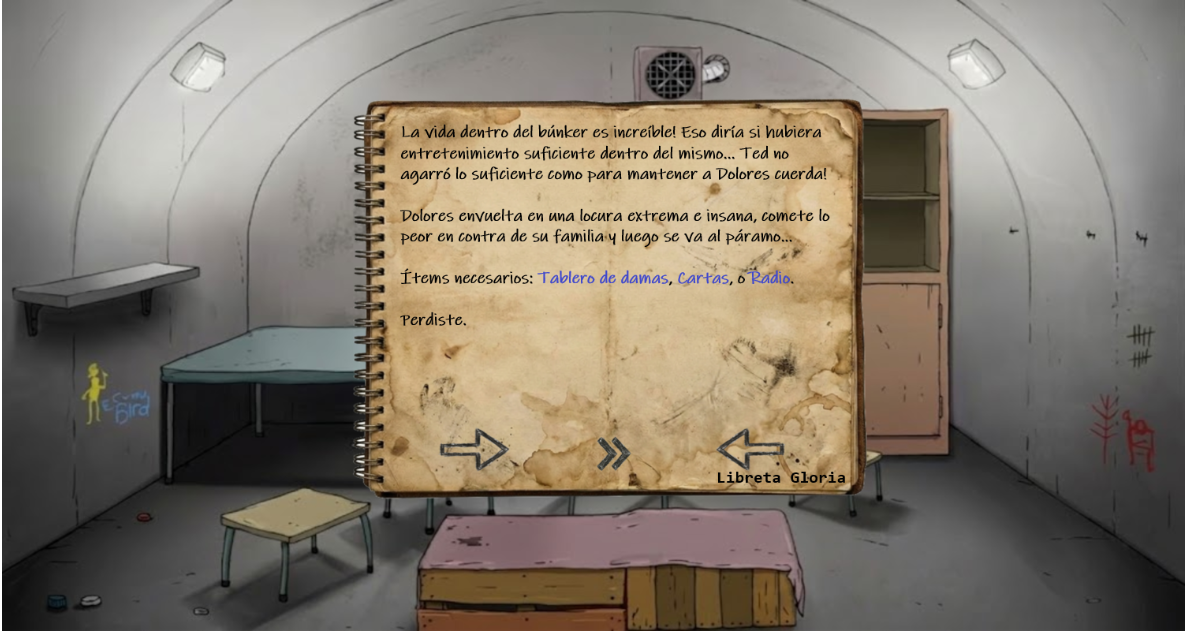 La vida dentro del búnker es increíble! Eso diría si hubiera
entretenimiento suficiente dentro del mismo... Ted no
agarró lo suficiente como para mantener a Dolores cuerda!
Dolores envuelta en una locura extrema e insana, comete lo
peor en contra de su familia y luego se va al páramo...
Ítems necesarios: Tablero de damas, Cartas, o Radio.
Perdiste.
Libreta Gloria
Bird